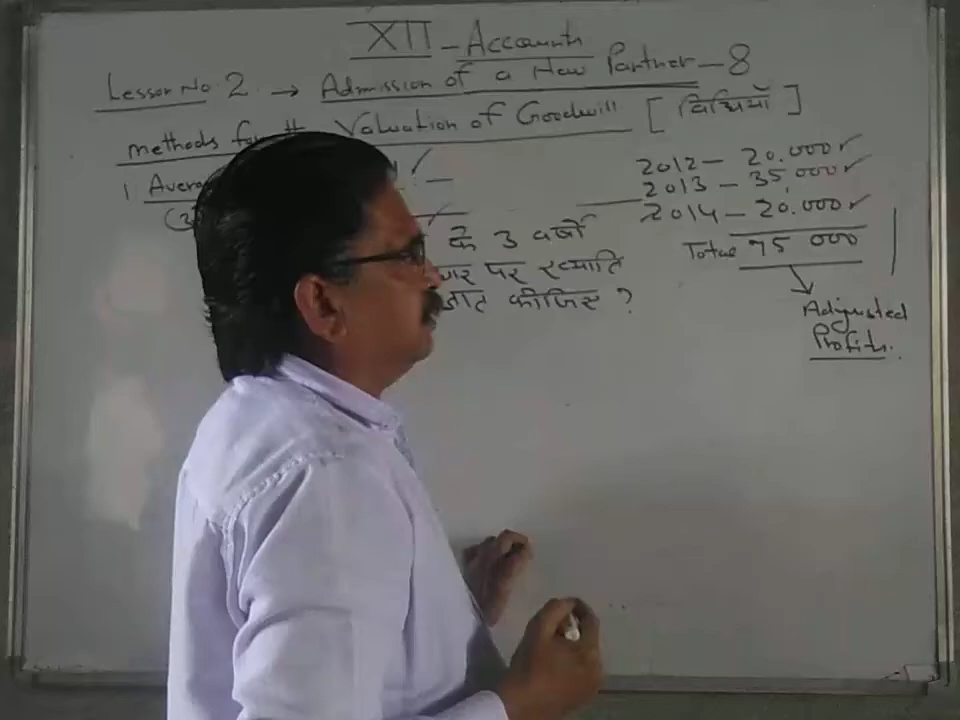 XII - Accounts
Lesson No. 2 → Admission of a New Partner - 8
methods for Valuation of Goodwill [ विधियाँ ]
1 Avera
के 3 वर्षो
पर ख्याति
कीजिए ?
2012 - 20.000 ✓
2013 - 35,000 ✓
2014 - 20.000 ✓
Total 75 000
Adjusted
Profits.